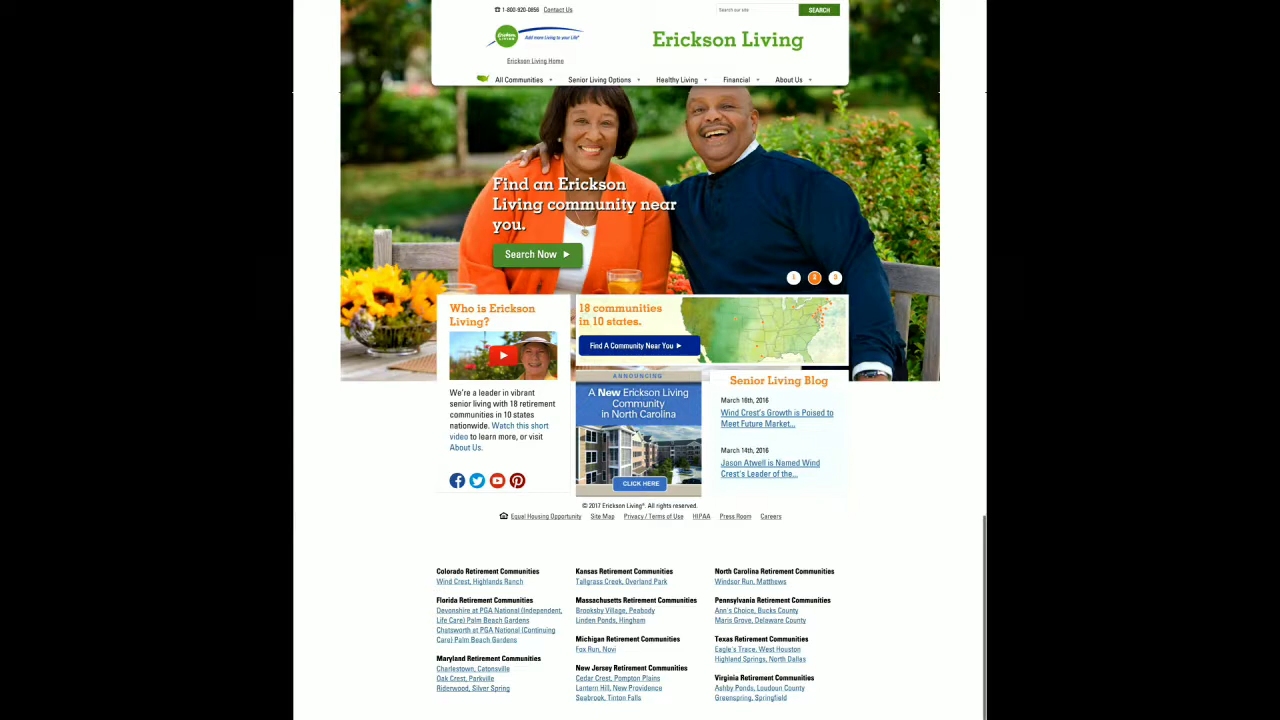 ☎ 1-800-920-0856 Contact Us
Search our site
SEARCH
Erickson LIVING
Add more Living to your Life®
Erickson Living
Erickson Living Home
All Communities
Senior Living Options
Healthy Living
Financial
About Us
Find an Erickson
Living community near
you.
Search Now
1
2
3
Who is Erickson
Living?
We're a leader in vibrant
senior living with 18 retirement
communities in 10 states
nationwide. Watch this short
video to learn more, or visit
About Us.
18 communities
in 10 states.
Find A Community Near You
ANNOUNCING
A New Erickson Living
Community
in North Carolina
CLICK HERE
Senior Living Blog
March 16th, 2016
Wind Crest's Growth is Poised to
Meet Future Market...
March 14th, 2016
Jason Atwell is Named Wind
Crest's Leader of the...
© 2017 Erickson Living®. All rights reserved.
Equal Housing Opportunity Site Map Privacy / Terms of Use HIPAA Press Room Careers
Colorado Retirement Communities
Wind Crest, Highlands Ranch
Florida Retirement Communities
Devonshire at PGA National (Independent,
Life Care) Palm Beach Gardens
Chatsworth at PGA National (Continuing
Care) Palm Beach Gardens
Maryland Retirement Communities
Charlestown, Catonsville
Oak Crest, Parkville
Riderwood, Silver Spring
Kansas Retirement Communities
Tallgrass Creek, Overland Park
Massachusetts Retirement Communities
Brooksby Village, Peabody
Linden Ponds, Hingham
Michigan Retirement Communities
Fox Run, Novi
New Jersey Retirement Communities
Cedar Crest, Pompton Plains
Lantern Hill, New Providence
Seabrook, Tinton Falls
North Carolina Retirement Communities
Windsor Run, Matthews
Pennsylvania Retirement Communities
Ann's Choice, Bucks County
Maris Grove, Delaware County
Texas Retirement Communities
Eagle's Trace, West Houston
Highland Springs, North Dallas
Virginia Retirement Communities
Ashby Ponds, Loudoun County
Greenspring, Springfield